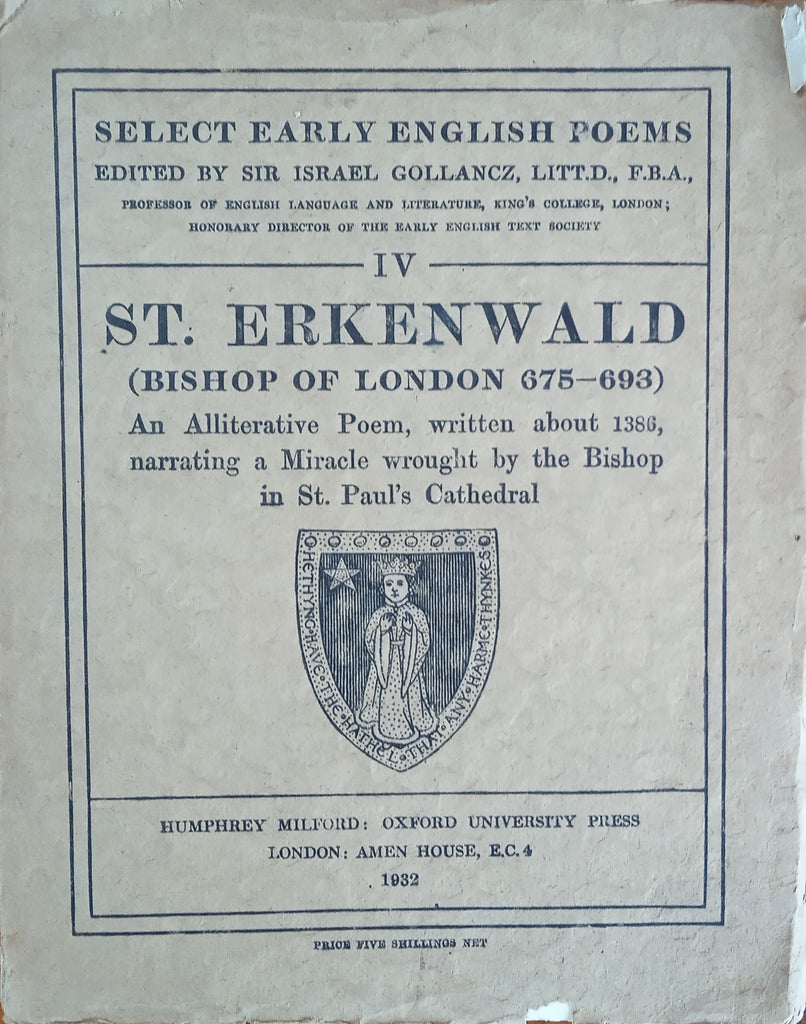 SELECT EARLY ENGLISH POEMS
EDITED BY SIR ISRAEL GOLLANCZ, LITT.D., F.B.A.,
PROFESSOR OF ENGLISH LANGUAGE AND LITERATURE, KING'S COLLEGE, LONDON;
HONORARY DIRECTOR OF THE EARLY ENGLISH TEXT SOCIETY
IV
ST. ERKENWALD
(BISHOP OF LONDON 675–693)
An Alliterative Poem, written about 1386,
narrating a Miracle wrought by the Bishop
in St. Paul's Cathedral
HETHYNG·HAVE·THE·HATHEL·THAT·ANY·HARME·THYNKES
HUMPHREY MILFORD: OXFORD UNIVERSITY PRESS
LONDON: AMEN HOUSE, E.C. 4
1932
PRICE FIVE SHILLINGS NET